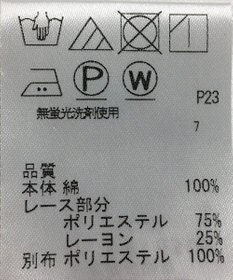 P W P23
無蛍光洗剤使用
7
品質
本体 綿 100%
レース部分
ポリエステル 75%
レーヨン 25%
別布 ポリエステル 100%